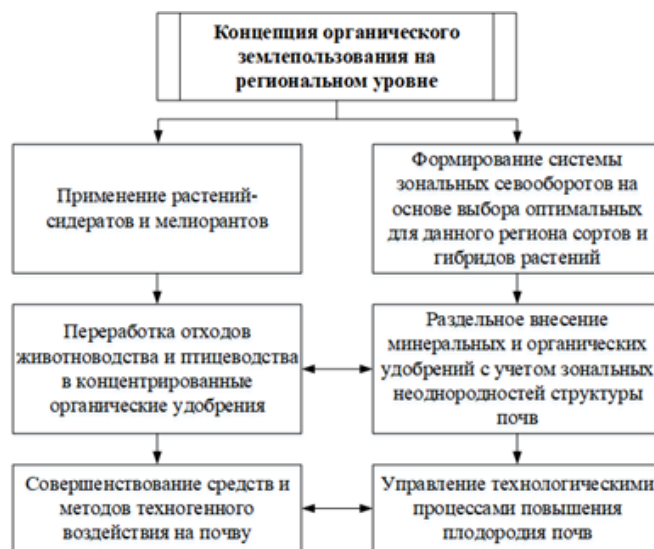 Концепция органического
землепользования на
региональном уровне
Применение растений-
сидератов и мелиорантов
Формирование системы
зональных севооборотов на
основе выбора оптимальных
для данного региона сортов и
гибридов растений
Переработка отходов
животноводства и птицеводства
в концентрированные
органические удобрения
Раздельное внесение
минеральных и органических
удобрений с учетом зональных
неоднородностей структуры
почв
Совершенствование средств и
методов техногенного
воздействия на почву
Управление технологическими
процессами повышения
плодородия почв